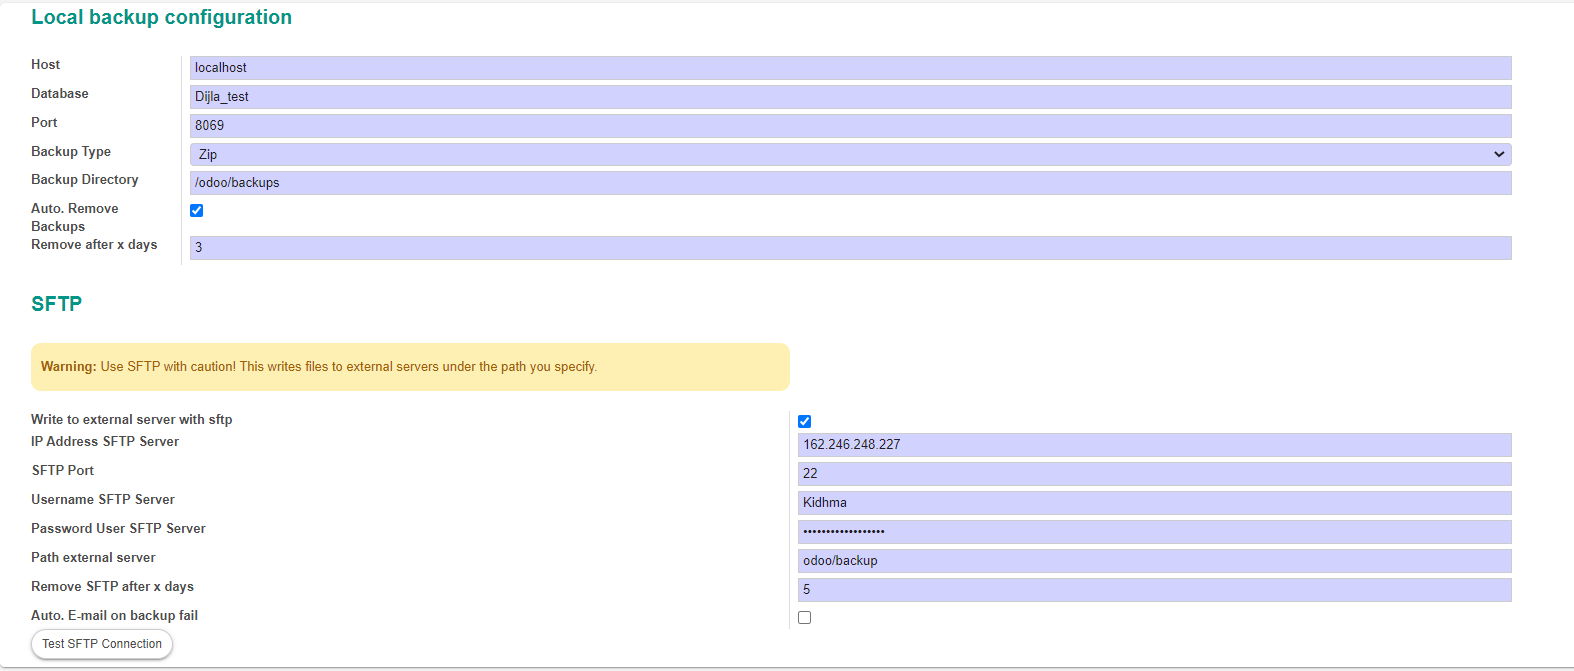 Local backup configuration
Host
localhost
Database
Dijla_test
Port
8069
Backup Type
Zip
Backup Directory
/odoo/backups
Auto. Remove
Backups
Remove after x days
3
SFTP
Warning: Use SFTP with caution! This writes files to external servers under the path you specify.
Write to external server with sftp
IP Address SFTP Server
162.246.248.227
SFTP Port
22
Username SFTP Server
Kidhma
Password User SFTP Server
••••••••••••••••••
Path external server
odoo/backup
Remove SFTP after x days
5
Auto. E-mail on backup fail
Test SFTP Connection